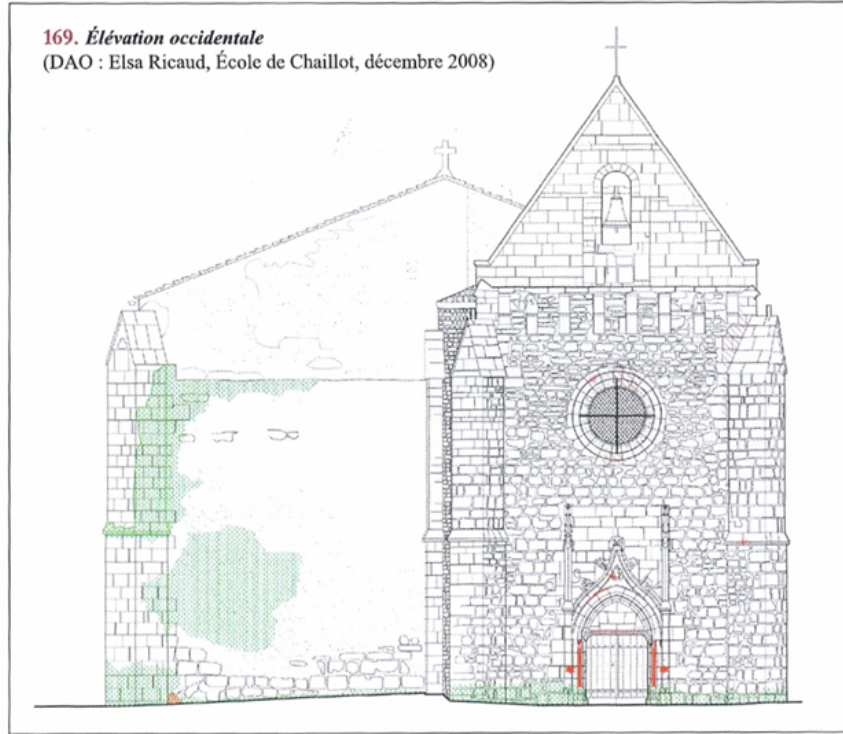 169. Élévation occidentale
(DAO : Elsa Ricaud, École de Chaillot, décembre 2008)